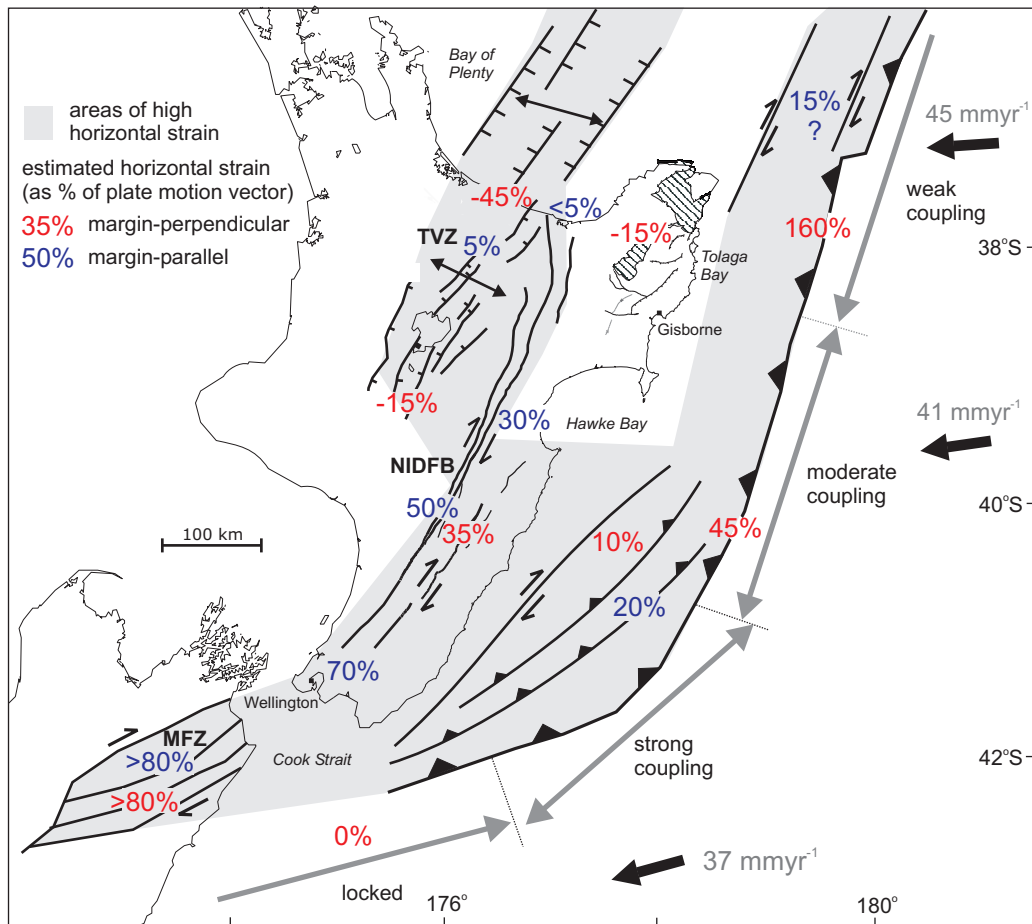 Bay of
Plenty
areas of high
horizontal strain
estimated horizontal strain
(as % of plate motion vector)
35% margin-perpendicular
50% margin-parallel
15%
?
45 mmyr⁻¹
weak
coupling
-45%
<5%
-15%
160%
38°S
TVZ
5%
Tolaga
Bay
Gisborne
-15%
30%
Hawke Bay
41 mmyr⁻¹
NIDFB
moderate
coupling
50%
35%
10%
45%
40°S
100 km
20%
70%
Wellington
MFZ
>80%
Cook Strait
strong
coupling
42°S
>80%
0%
37 mmyr⁻¹
locked
176°
180°